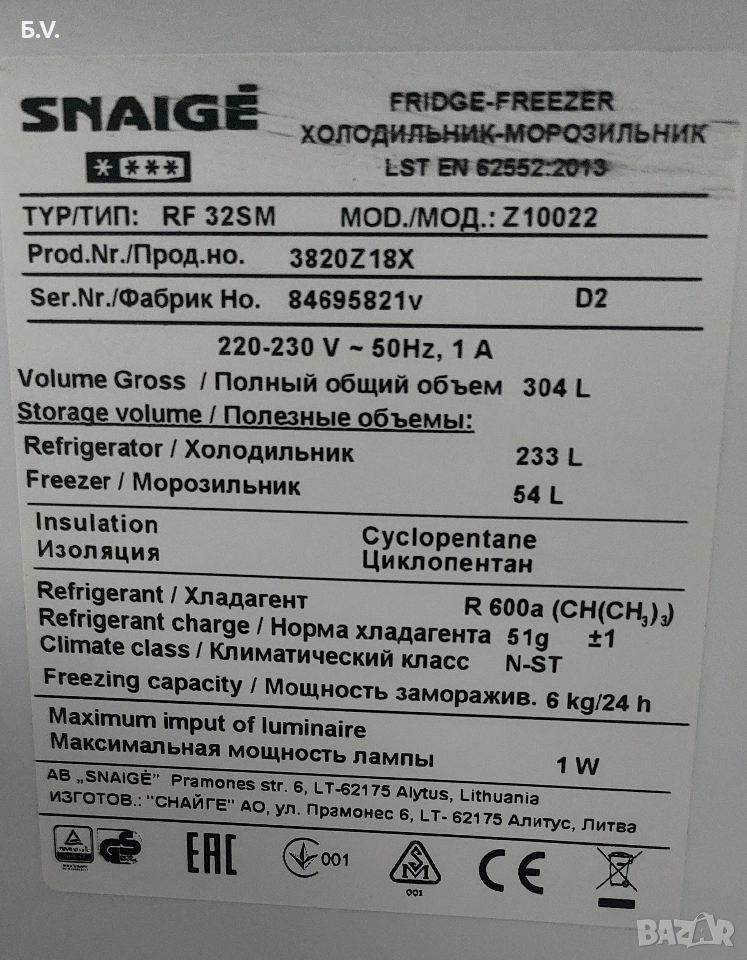 Б.V.
SNAIGĖ
FRIDGE-FREEZER
ХОЛОДИЛЬНИК-МОРОЗИЛЬНИК
LST EN 62552:2013
TYP/ТИП: RF 32SM MOD./МОД.: Z10022
Prod.Nr./Прод.но. 3820Z18X
Ser.Nr./Фабрик Но. 84695821v D2
220-230 V ~ 50Hz, 1 A
Volume Gross / Полный общий объем 304 L
Storage volume / Полезные объемы:
Refrigerator / Холодильник 233 L
Freezer / Морозильник 54 L
Insulation Cyclopentane
Изоляция Циклопентан
Refrigerant / Хладагент R 600a (CH(CH₃)₃)
Refrigerant charge / Норма хладагента 51g ±1
Climate class / Климатический класс N-ST
Freezing capacity / Мощность заморажив. 6 kg/24 h
Maximum imput of luminaire
Максимальная мощность лампы 1 W
AB „SNAIGĖ” Pramones str. 6, LT-62175 Alytus, Lithuania
ИЗГОТОВ.: "СНАЙГЕ" АО, ул. Прамонес 6, LT- 62175 Алитус, Литва
GS EAC 001 001 CE
BAZAR